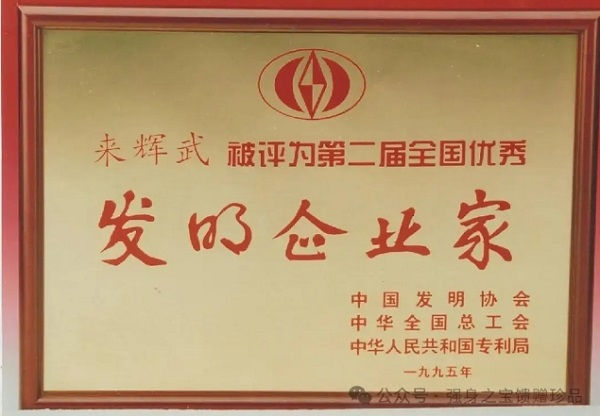 来辉武 被评为第二届全国优秀
发明企业家
中国发明协会
中华全国总工会
中华人民共和国专利局
一九九五年
公众号·强身之宝馈赠珍品